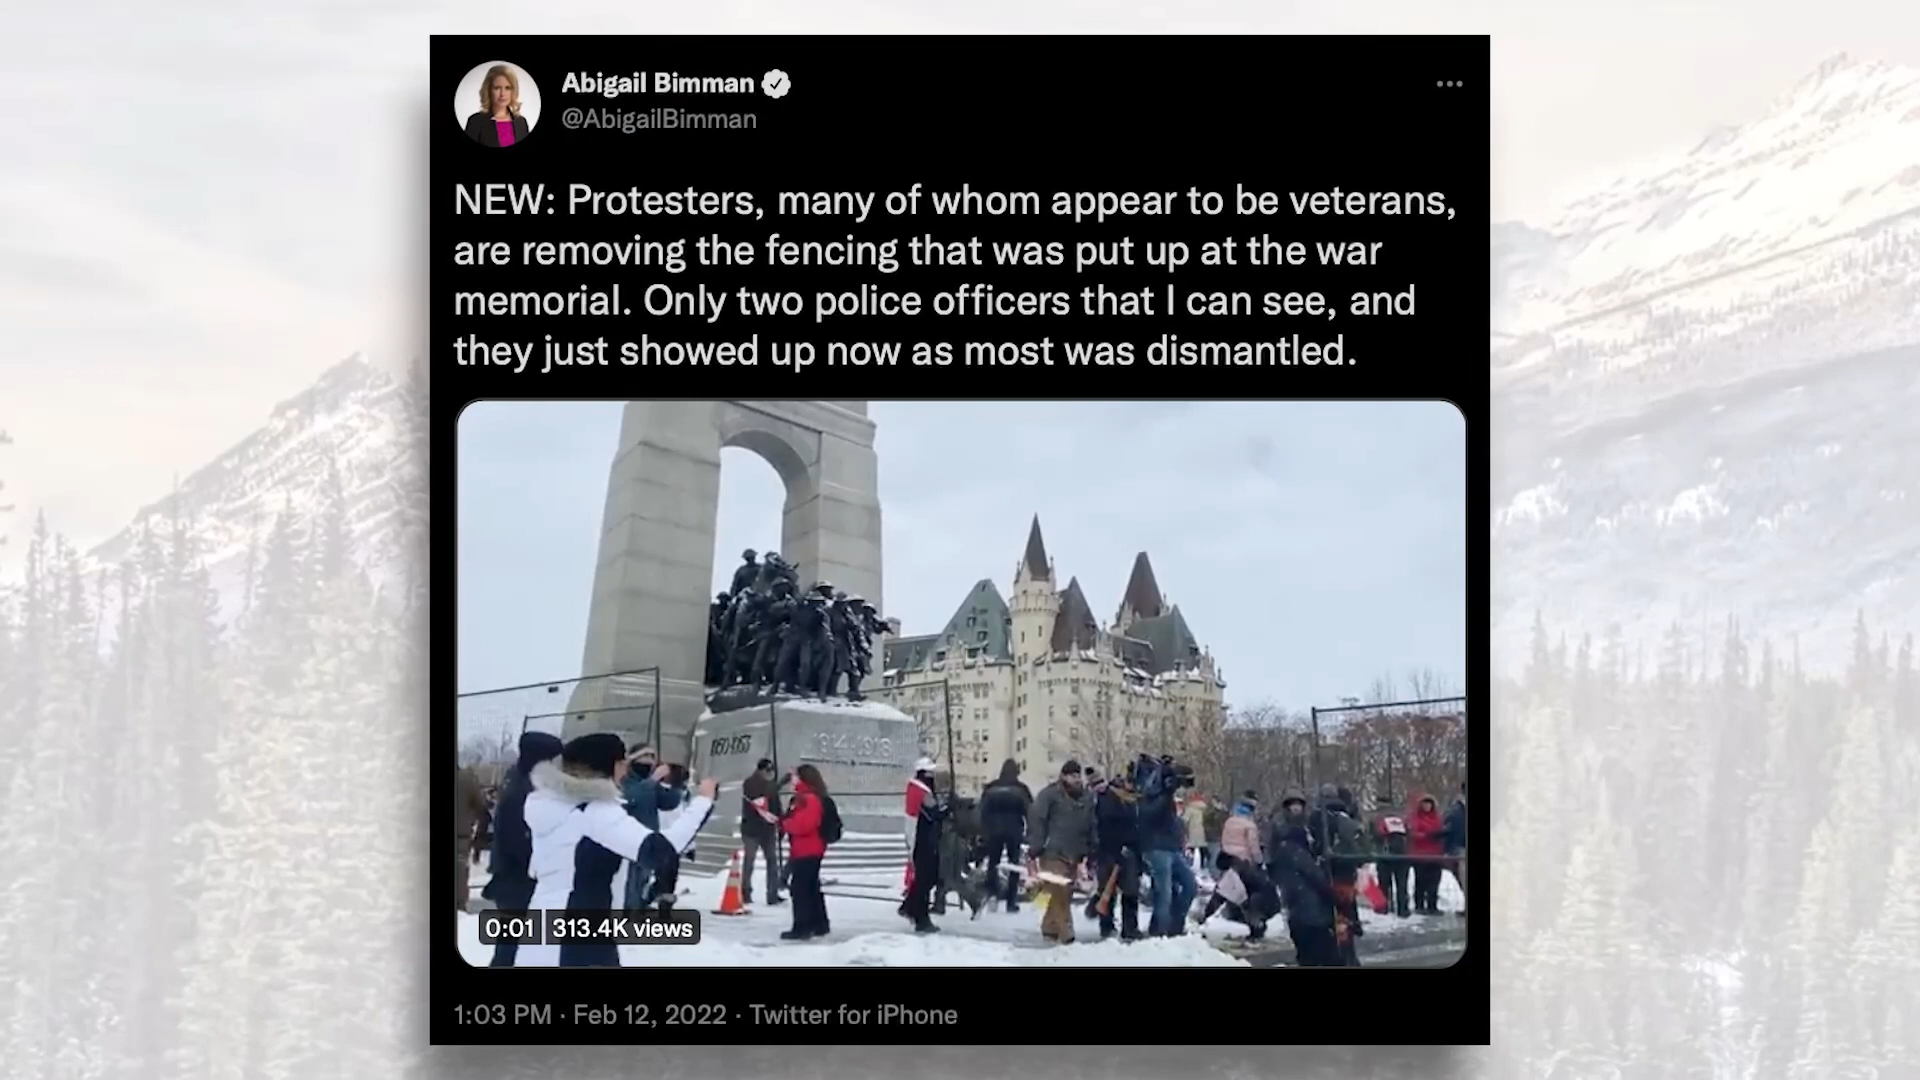 Abigail Bimman
@AbigailBimman
NEW: Protesters, many of whom appear to be veterans,
are removing the fencing that was put up at the war
memorial. Only two police officers that I can see, and
they just showed up now as most was dismantled.
1914-1918
0:01 313.4K views
1:03 PM · Feb 12, 2022 · Twitter for iPhone